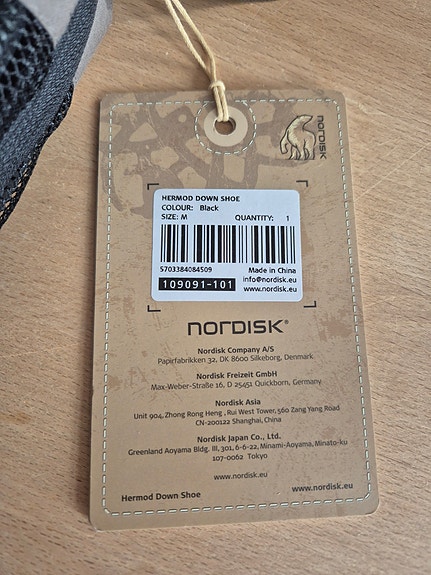 NORDISK
HERMOD DOWN SHOE
COLOUR: Black
SIZE: M QUANTITY: 1
5703384084509 Made in China
info@nordisk.eu
109091-101 www.nordisk.eu
NORDISK®
Nordisk Company A/S
Papirfabrikken 32, DK 8600 Silkeborg, Denmark
Nordisk Freizeit GmbH
Max-Weber-Straße 16, D 25451 Quickborn, Germany
Nordisk Asia
Unit 904, Zhong Rong Heng, Rui West Tower, 560 Zang Yang Road
CN-200122 Shanghai, China
Nordisk Japan Co., Ltd.
Greenland Aoyama Bldg. III, 301, 6-6-22, Minami-Aoyama, Minato-ku
107-0062 Tokyo
www.nordisk.eu
Hermod Down Shoe www.nordisk.eu